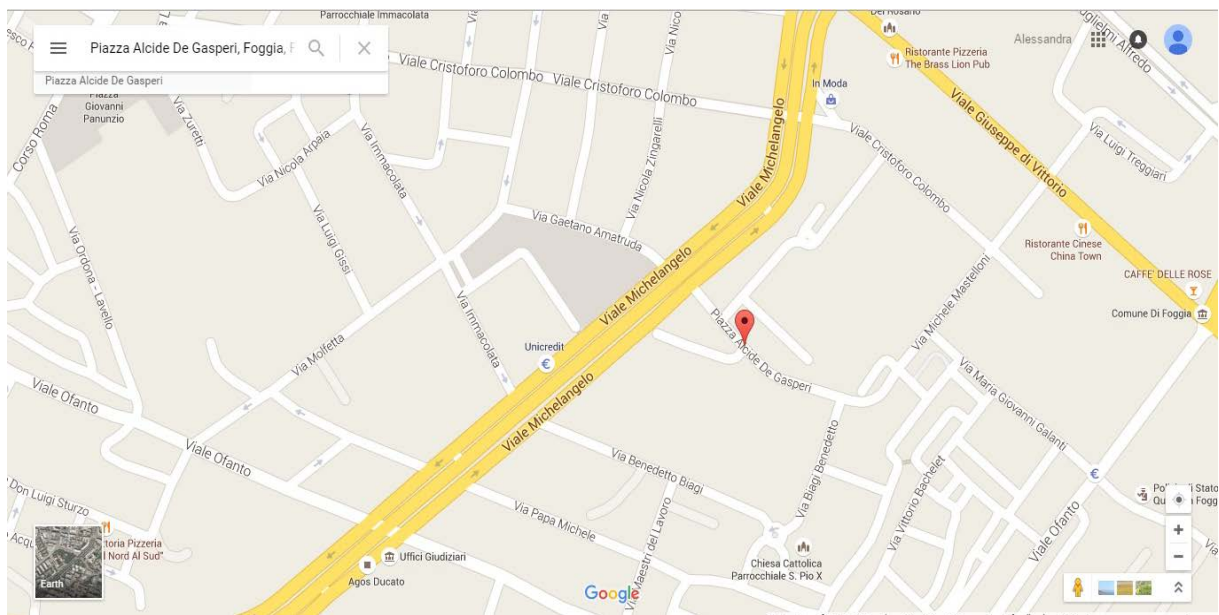 Piazza Alcide De Gasperi, Foggia, F
Piazza Alcide De Gasperi
Parrocchiale Immacolata
Alessandra
Ristorante Pizzeria
The Brass Lion Pub
In Moda
Viale Cristoforo Colombo
Viale Cristoforo Colombo
Viale Cristoforo Colombo
Viale Giuseppe di Vittorio
Via Luigi Treggiari
Piazza
Giovanni
Panunzio
Corso Roma
Via Zuretti
Via Nicola Arpaia
Via Immacolata
Via Nicola Zingarelli
Viale Michelangelo
Via Gaetano Amatruda
Via Luigi Gissi
Via Ordona - Lavello
Viale Michelangelo
Via Michele Mastelloni
Ristorante Cinese
China Town
CAFFE' DELLE ROSE
Comune Di Foggia
Piazza Alcide De Gasperi
Via Immacolata
Unicredit
Via Molfetta
Viale Ofanto
Viale Michelangelo
Via Maria Giovanni Galanti
Viale Ofanto
Via Benedetto Biagi
Via Biagi Benedetto
Via Vittorio Bachelet
Viale Ofanto
Don Luigi Sturzo
Via Papa Michele
Maestri del Lavoro
Chiesa Cattolica
Parrocchiale S. Pio X
Uffici Giudiziari
Agos Ducato
Earth
Google